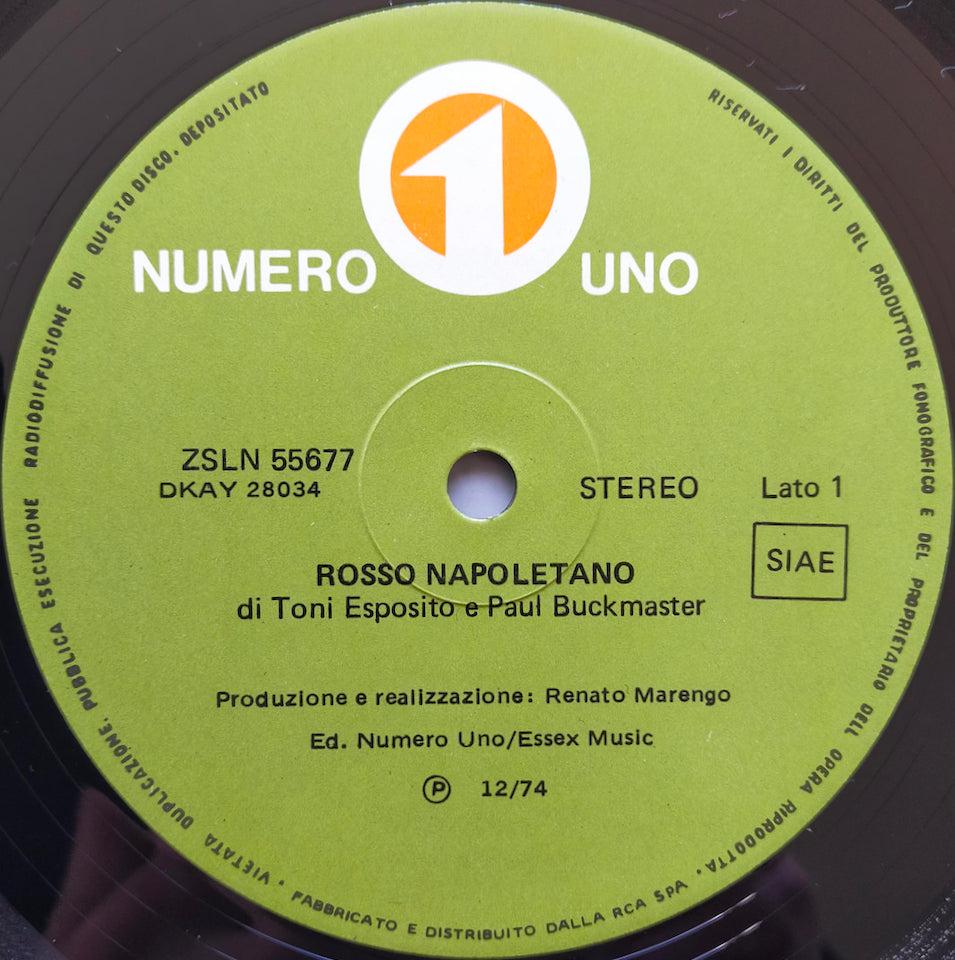 RISERVATI I DIRITTI DEL PRODUTTORE FONOGRAFICO E DEL PROPRIETARIO DELL OPERA RIPRODOTTA · VIETATA DUPLICAZIONE, PUBBLICA ESECUZIONE RADIODIFFUSIONE DI QUESTO DISCO. DEPOSITATO
1
NUMERO UNO
ZSLN 55677
DKAY 28034
STEREO Lato 1
SIAE
ROSSO NAPOLETANO
di Toni Esposito e Paul Buckmaster
Produzione e realizzazione: Renato Marengo
Ed. Numero Uno/Essex Music
Ⓟ 12/74
· FABBRICATO E DISTRIBUITO DALLA RCA SpA ·